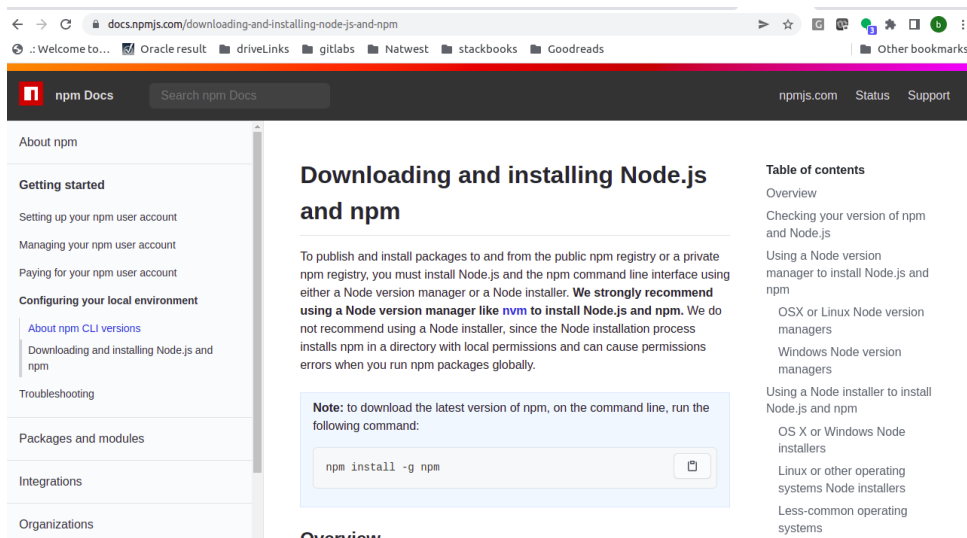 docs.npmjs.com/downloading-and-installing-node-js-and-npm
G
3
b
.: Welcome to... Oracle result driveLinks gitlabs Natwest stackbooks Goodreads Other bookmarks
npm Docs Search npm Docs npmjs.com Status Support
About npm
Getting started
Setting up your npm user account
Managing your npm user account
Paying for your npm user account
Configuring your local environment
About npm CLI versions
Downloading and installing Node.js and
npm
Troubleshooting
Packages and modules
Integrations
Organizations
Downloading and installing Node.js
and npm
To publish and install packages to and from the public npm registry or a private
npm registry, you must install Node.js and the npm command line interface using
either a Node version manager or a Node installer. We strongly recommend
using a Node version manager like nvm to install Node.js and npm. We do
not recommend using a Node installer, since the Node installation process
installs npm in a directory with local permissions and can cause permissions
errors when you run npm packages globally.
Note: to download the latest version of npm, on the command line, run the
following command:
npm install -g npm
Overview
Table of contents
Overview
Checking your version of npm
and Node.js
Using a Node version
manager to install Node.js and
npm
OSX or Linux Node version
managers
Windows Node version
managers
Using a Node installer to install
Node.js and npm
OS X or Windows Node
installers
Linux or other operating
systems Node installers
Less-common operating
systems